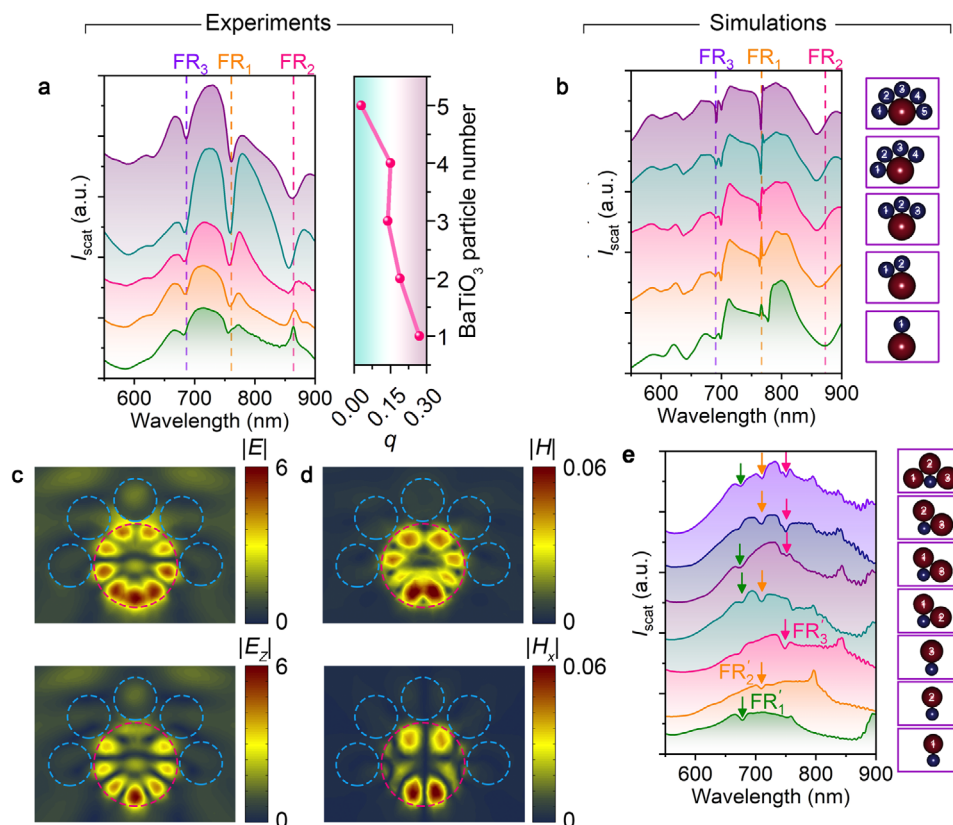 Experiments
Simulations
a
FR3
FR1
FR2
Iscat (a.u.)
600
700
800
900
Wavelength (nm)
5
4
3
2
1
BaTiO3 particle number
0.00
0.15
0.30
q
b
FR3
FR1
FR2
Iscat (a.u.)
600
700
800
900
Wavelength (nm)
1 2 3 4 5
1 2 3 4
1 2 3
1 2
1
c
|E|
6
0
|EZ|
6
0
d
|H|
0.06
0
|Hx|
0.06
0
e
Iscat (a.u.)
FR3'
FR2'
FR1'
600
700
800
900
Wavelength (nm)
1 2 3
2 3
1 3
1 2
3
2
1